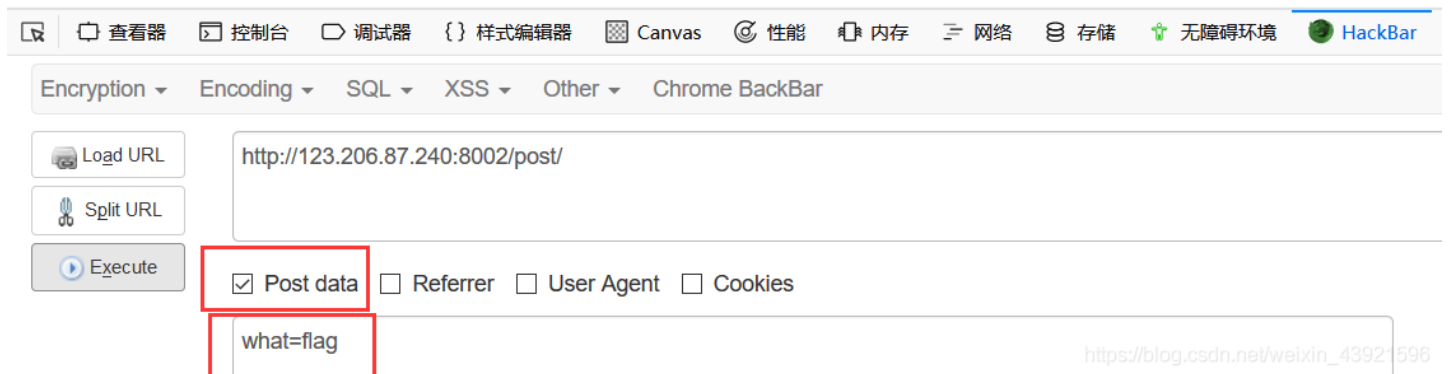 查看器 控制台 调试器 {} 样式编辑器 Canvas 性能 内存 网络 存储 无障碍环境 HackBar
Encryption Encoding SQL XSS Other Chrome BackBar
Load URL http://123.206.87.240:8002/post/
Split URL
Execute
Post data Referrer User Agent Cookies
what=flag
https://blog.csdn.net/weixin_43921596